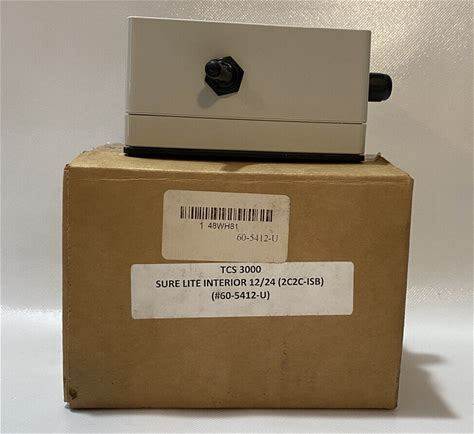 1 48WH81
60-5412-U
TCS 3000
SURE LITE INTERIOR 12/24 (2C2C-ISB)
(#60-5412-U)